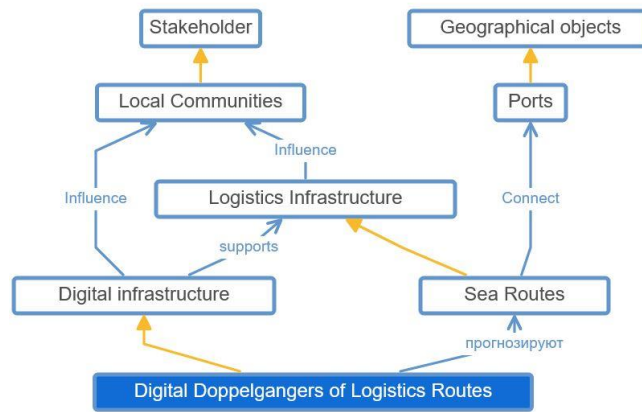 Stakeholder
Geographical objects
Local Communities
Ports
Influence
Influence
Logistics Infrastructure
Connect
supports
Digital infrastructure
Sea Routes
прогнозируют
Digital Doppelgangers of Logistics Routes